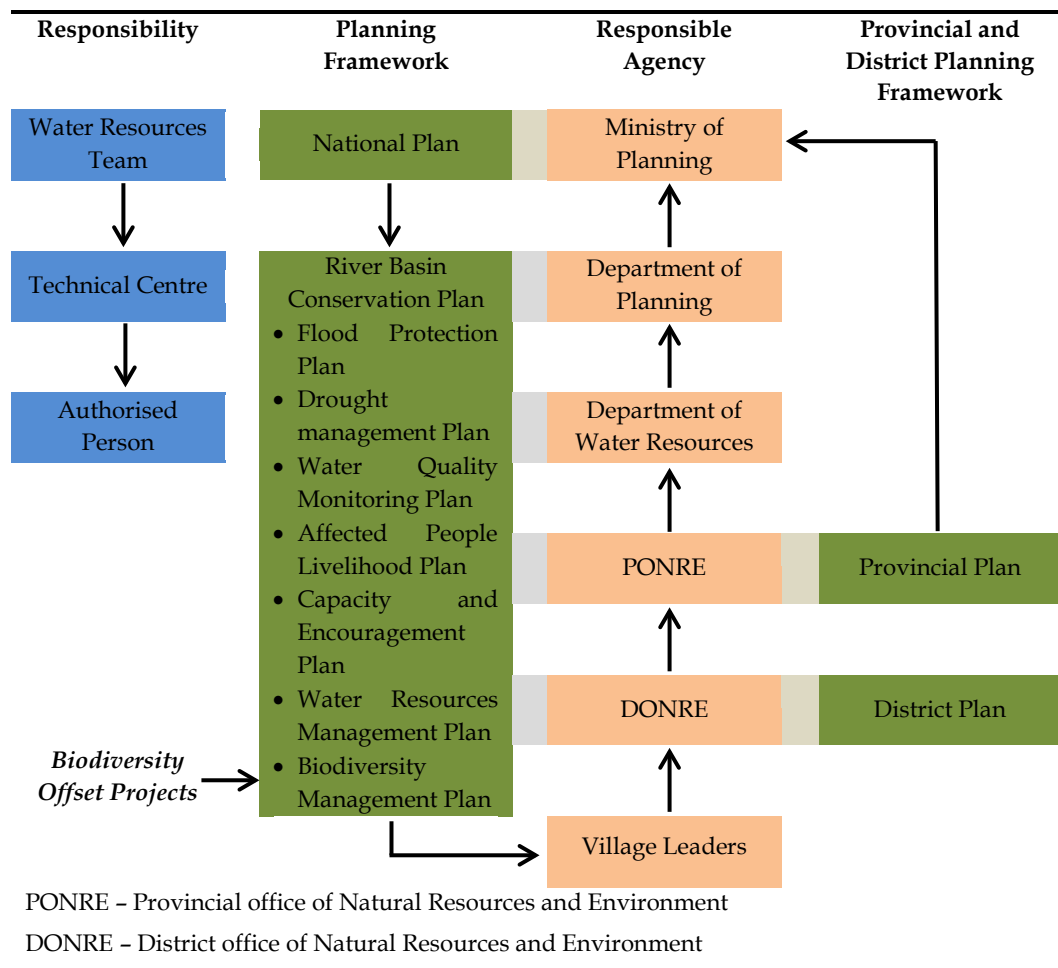 Responsibility
Planning
Framework
Responsible
Agency
Provincial and
District Planning
Framework
Water Resources
Team
National Plan
Ministry of
Planning
Technical Centre
River Basin
Conservation Plan
• Flood Protection
Plan
• Drought
management Plan
• Water Quality
Monitoring Plan
• Affected People
Livelihood Plan
• Capacity and
Encouragement
Plan
• Water Resources
Management Plan
• Biodiversity
Management Plan
Department of
Planning
Authorised
Person
Department of
Water Resources
PONRE
Provincial Plan
DONRE
District Plan
Biodiversity
Offset Projects
Village Leaders
PONRE – Provincial office of Natural Resources and Environment
DONRE – District office of Natural Resources and Environment